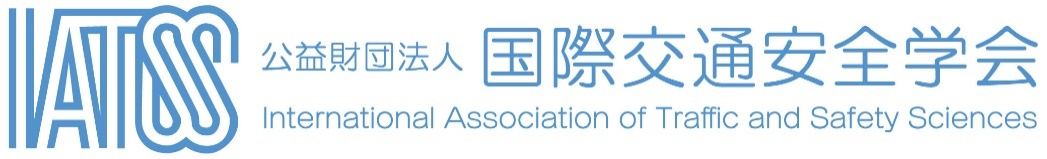 IATSS
公益財団法人 国際交通安全学会
International Association of Traffic and Safety Sciences